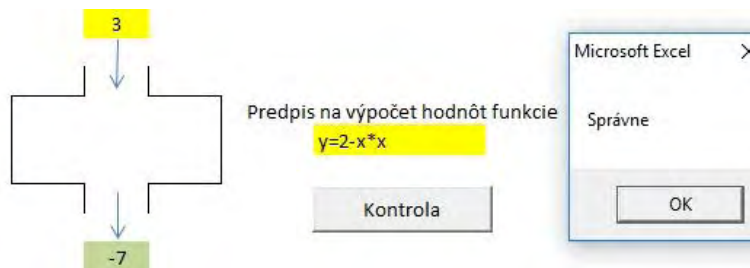 3
Predpis na výpočet hodnôt funkcie
y=2-x*x
Kontrola
-7
Microsoft Excel
Správne
OK